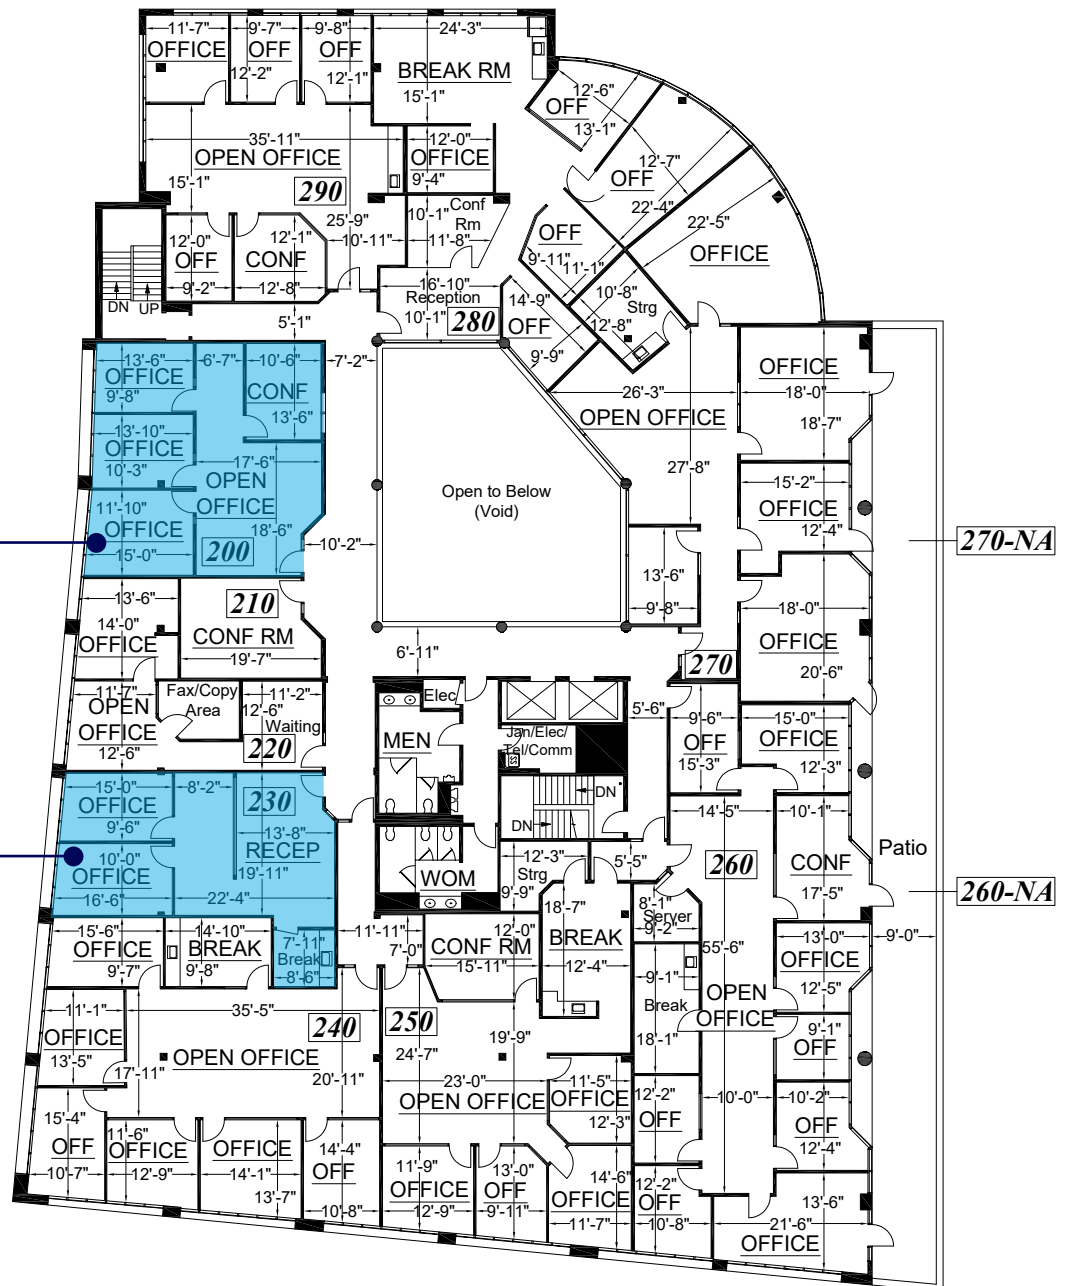 11'-7"
OFFICE
9'-7"
OFF
12'-2"
9'-8"
OFF
12'-1"
24'-3"
BREAK RM
15'-1"
12'-6"
OFF
13'-1"
35'-11"
OPEN OFFICE
15'-1"
290
12'-0"
OFFICE
9'-4"
12'-7"
OFF
22'-4"
22'-5"
OFFICE
25'-9"
10'-11"
10'-1"
Conf
Rm
11'-8"
OFF
9'-11"
11'-1"
12'-0"
OFF
9'-2"
12'-1"
CONF
12'-8"
DN
UP
5'-1"
16'-10"
Reception
10'-1"
280
14'-9"
OFF
9'-9"
10'-8"
Strg
12'-8"
13'-6"
OFFICE
9'-8"
6'-7"
10'-6"
CONF
13'-6"
7'-2"
26'-3"
OPEN OFFICE
27'-8"
OFFICE
18'-0"
18'-7"
13'-10"
OFFICE
10'-3"
17'-6"
OPEN
OFFICE
18'-6"
11'-10"
OFFICE
15'-0"
200
10'-2"
Open to Below
(Void)
15'-2"
OFFICE
12'-4"
270-NA
13'-6"
9'-8"
13'-6"
14'-0"
OFFICE
210
CONF RM
19'-7"
18'-0"
OFFICE
20'-6"
6'-11"
270
11'-7"
OPEN
OFFICE
12'-6"
Fax/Copy
Area
11'-2"
12'-6"
Waiting
220
Elec
MEN
Jan/Elec/
Tel/Comm
5'-6"
9'-6"
OFF
15'-3"
15'-0"
OFFICE
12'-3"
15'-0"
OFFICE
9'-6"
8'-2"
230
13'-8"
RECEP
19'-11"
22'-4"
10'-0"
OFFICE
16'-6"
DN
DN
14'-5"
260
10'-1"
CONF
17'-5"
Patio
260-NA
9'-0"
WOM
12'-3"
Strg
9'-9"
5'-5"
18'-7"
BREAK
12'-4"
8'-1"
Server
9'-2"
55'-6"
13'-0"
OFFICE
12'-5"
15'-6"
OFFICE
9'-7"
14'-10"
BREAK
9'-8"
7'-11"
Break
8'-6"
11'-11"
7'-0"
12'-0"
CONF RM
15'-11"
9'-1"
Break
18'-1"
OPEN
OFFICE
9'-1"
OFF
11'-1"
OFFICE
13'-5"
35'-5"
240
OPEN OFFICE
17'-11"
20'-11"
250
24'-7"
19'-9"
23'-0"
OPEN OFFICE
11'-5"
OFFICE
12'-3"
12'-2"
OFF
10'-0"
10'-2"
OFF
12'-4"
15'-4"
OFF
10'-7"
11'-6"
OFFICE
12'-9"
OFFICE
14'-1"
13'-7"
14'-4"
OFF
10'-8"
11'-9"
OFFICE
12'-9"
13'-0"
OFF
9'-11"
14'-6"
OFFICE
11'-7"
12'-2"
OFF
10'-8"
13'-6"
21'-6"
OFFICE